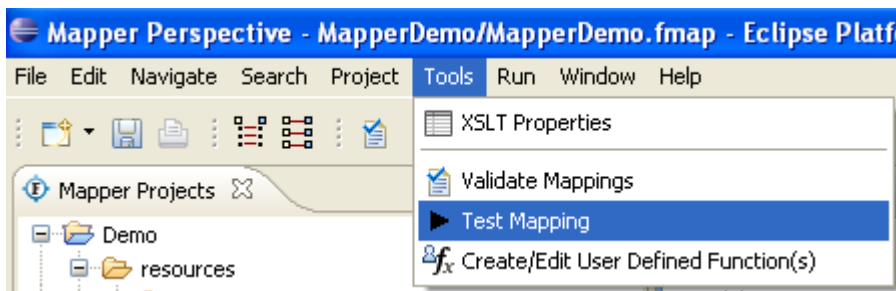 Mapper Perspective - MapperDemo/MapperDemo.fmap - Eclipse Platf
File Edit Navigate Search Project Tools Run Window Help
XSLT Properties
Validate Mappings
Mapper Projects
Test Mapping
Demo
Create/Edit User Defined Function(s)
resources